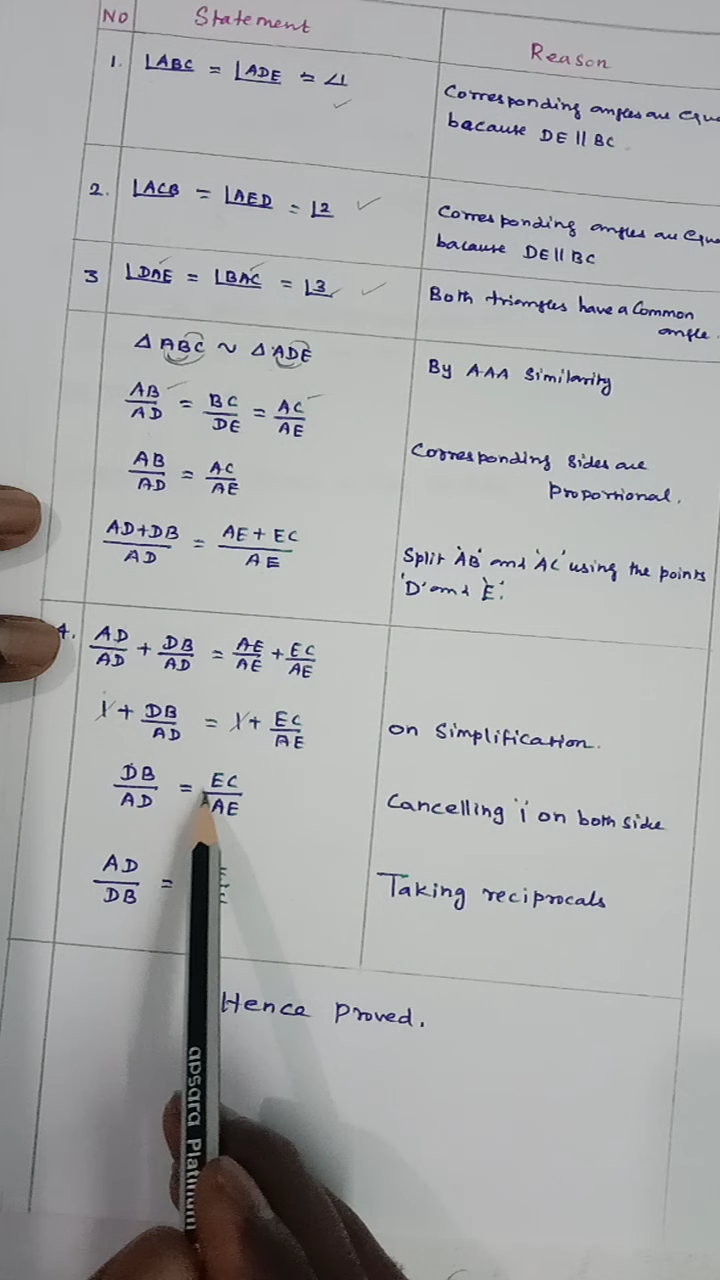 No Statement Reason
1. ∠ABC = ∠ADE = ∠1
Corresponding angles are
bacause DE || BC
2. ∠ACB = ∠AED = ∠2
Corresponding angles are
bacause DE || BC
3 ∠DAE = ∠BAC = ∠3
Both triangles have a Common
angle.
Δ ABC ~ Δ ADE
By AAA Similarity
AB/AD = BC/DE = AC/AE
AB/AD = AC/AE
Corresponding sides are
proportional.
AD+DB/AD = AE+EC/AE
Split 'AB' and 'AC' using the points
'D' and 'E'.
4. AD/AD + DB/AD = AE/AE + EC/AE
1 + DB/AD = 1 + EC/AE
on Simplification.
DB/AD = EC/AE
Cancelling '1' on both side
AD/DB =
Taking reciprocals
Hence Proved.
apsara Platinum